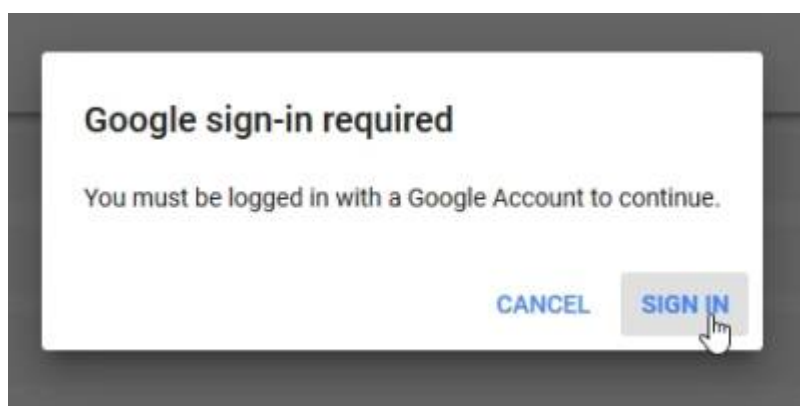 Google sign-in required
You must be logged in with a Google Account to continue.
CANCEL SIGN IN